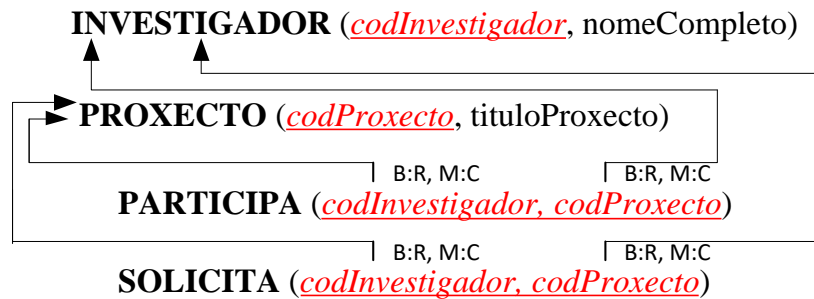 INVESTIGADOR (codInvestigador, nomeCompleto)
PROXECTO (codProxecto, tituloProxecto)
B:R, M:C B:R, M:C
PARTICIPA (codInvestigador, codProxecto)
B:R, M:C B:R, M:C
SOLICITA (codInvestigador, codProxecto)